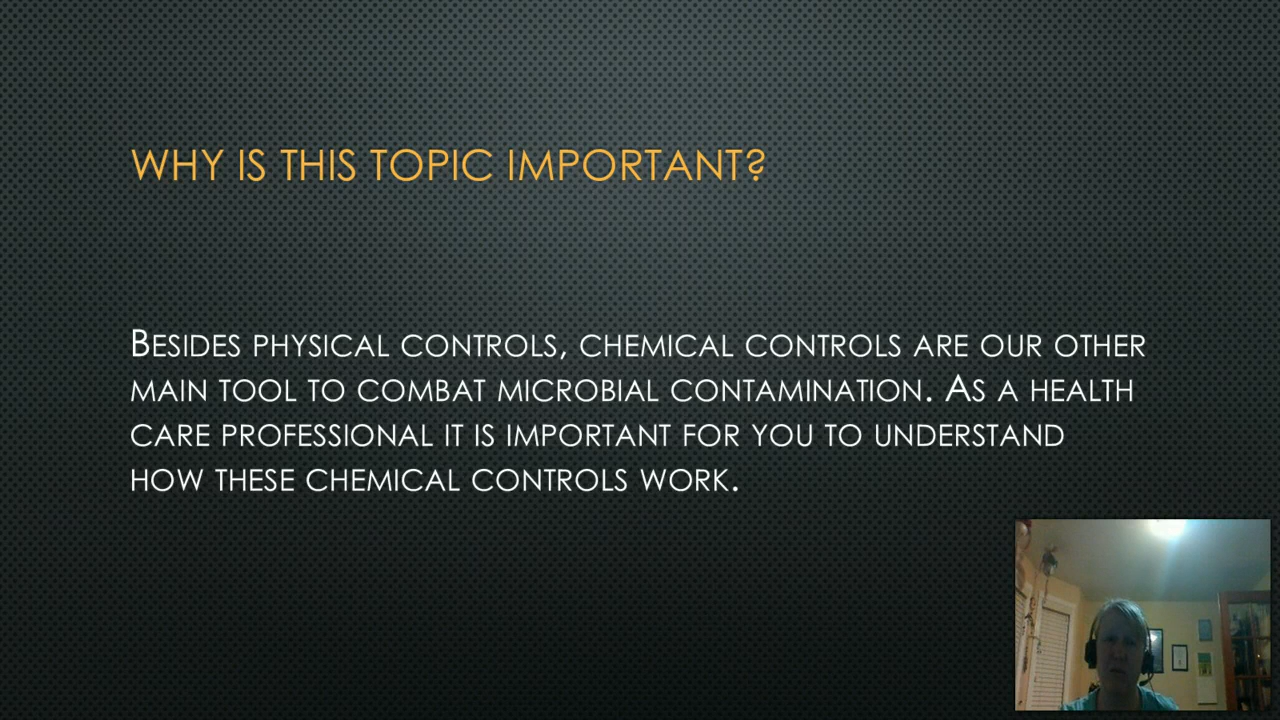 WHY IS THIS TOPIC IMPORTANT?
BESIDES PHYSICAL CONTROLS, CHEMICAL CONTROLS ARE OUR OTHER
MAIN TOOL TO COMBAT MICROBIAL CONTAMINATION. AS A HEALTH
CARE PROFESSIONAL IT IS IMPORTANT FOR YOU TO UNDERSTAND
HOW THESE CHEMICAL CONTROLS WORK.